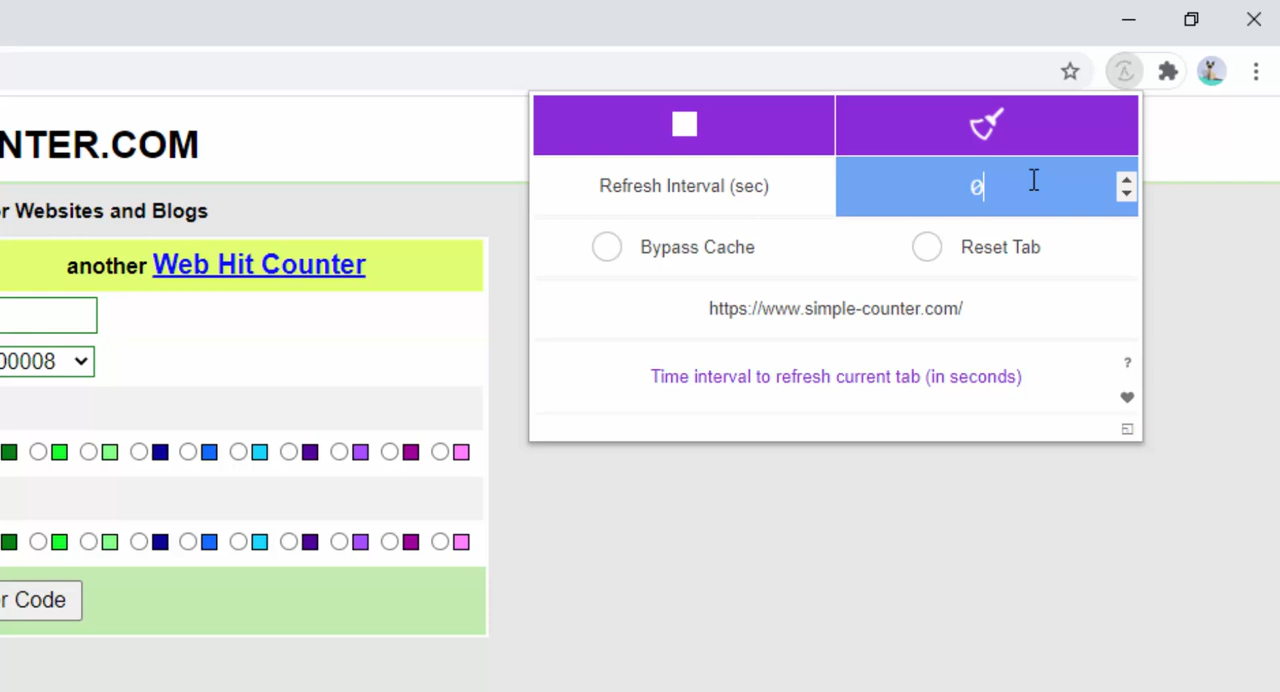 NTER.COM
r Websites and Blogs
another Web Hit Counter
00008
r Code
Refresh Interval (sec)
0
Bypass Cache
Reset Tab
https://www.simple-counter.com/
Time interval to refresh current tab (in seconds)
?